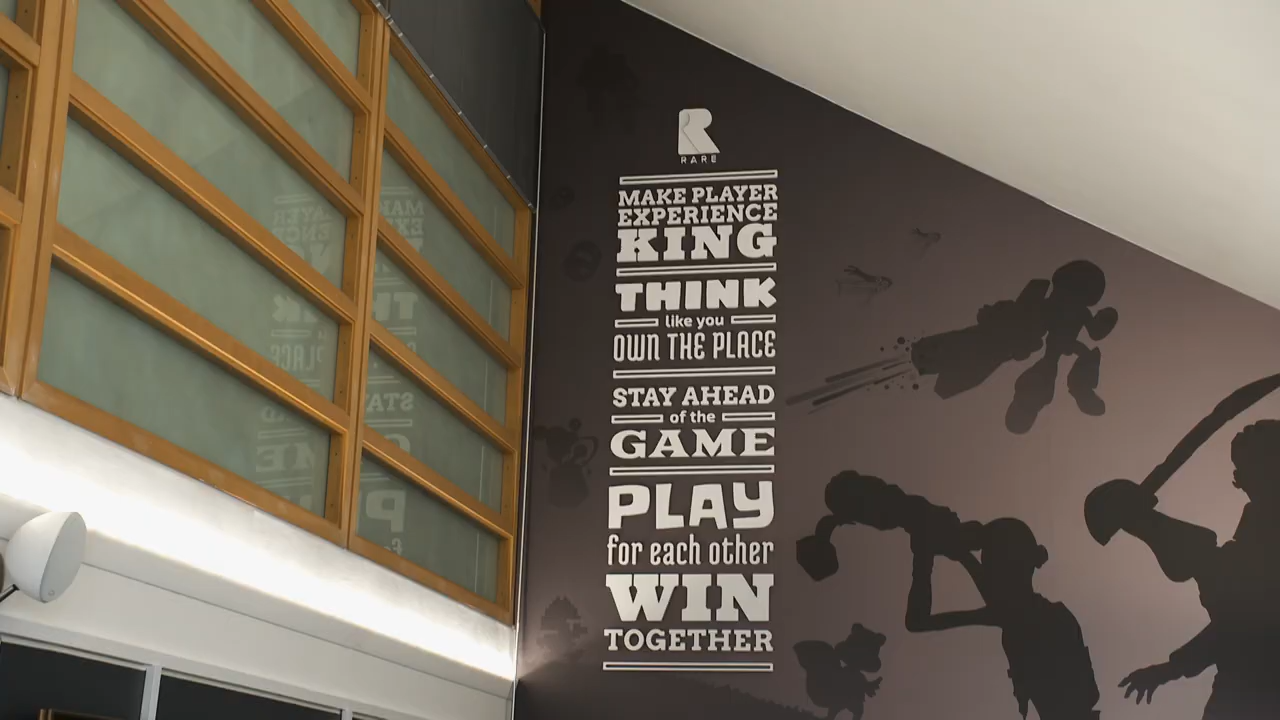 RARE
MAKE PLAYER
EXPERIENCE
KING
THINK
like you
OWN THE PLACE
STAY AHEAD
of the
GAME
PLAY
for each other
WIN
TOGETHER